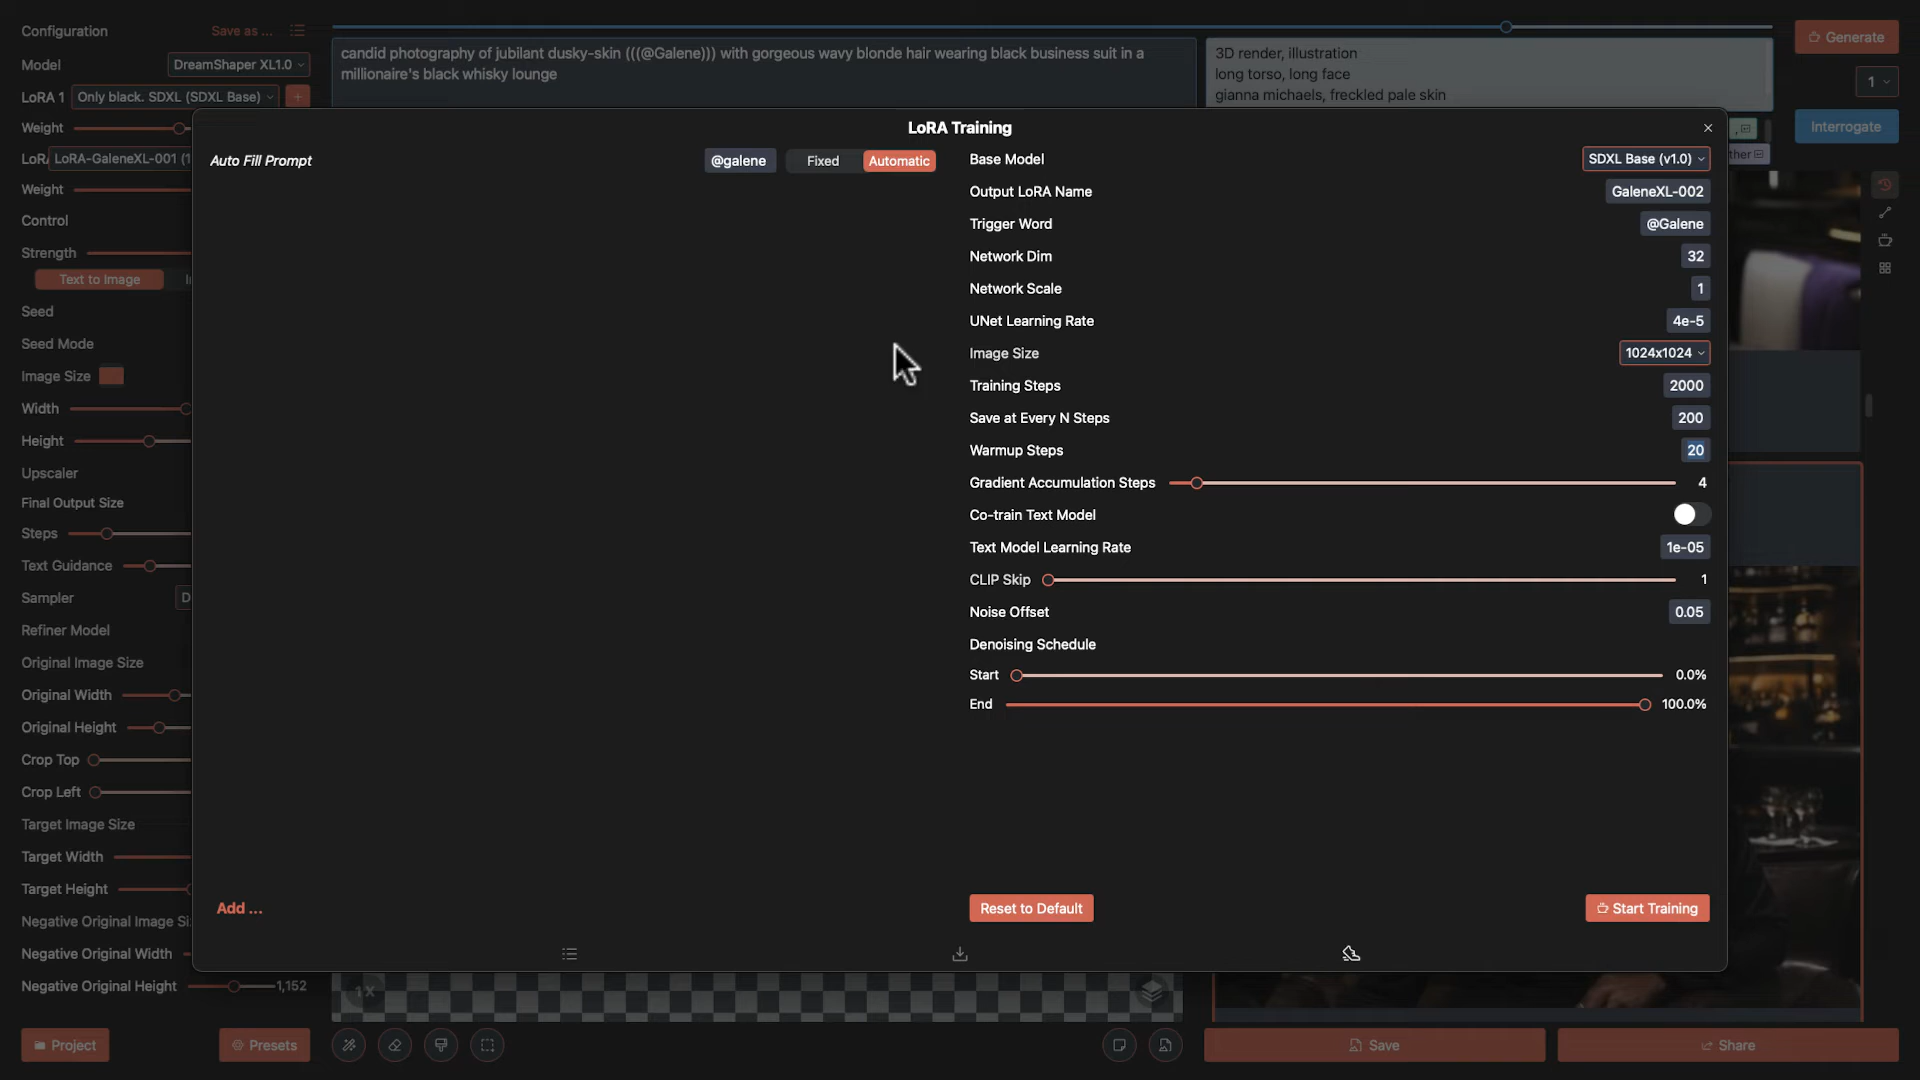 Configuration
Save as ...
Model
DreamShaper XL1.0
LoRA 1
Only black. SDXL (SDXL Base)
+
Weight
LoRA-GaleneXL-001 (1
Weight
Control
Strength
Text to Image
Seed
Seed Mode
Image Size
Width
Height
Upscaler
Final Output Size
Steps
Text Guidance
Sampler
D
Refiner Model
Original Image Size
Original Width
Original Height
Crop Top
Crop Left
Target Image Size
Target Width
Target Height
Negative Original Image Si
Negative Original Width
Negative Original Height
1,152
Project
Presets
candid photography of jubilant dusky-skin (((@Galene))) with gorgeous wavy blonde hair wearing black business suit in a
millionaire's black whisky lounge
3D render, illustration
long torso, long face
gianna michaels, freckled pale skin
Generate
1
Interrogate
ther
LoRA Training
Auto Fill Prompt
@galene
Fixed
Automatic
Base Model
SDXL Base (v1.0)
Output LoRA Name
GaleneXL-002
Trigger Word
@Galene
Network Dim
32
Network Scale
1
UNet Learning Rate
4e-5
Image Size
1024x1024
Training Steps
2000
Save at Every N Steps
200
Warmup Steps
20
Gradient Accumulation Steps
4
Co-train Text Model
Text Model Learning Rate
1e-05
CLIP Skip
1
Noise Offset
0.05
Denoising Schedule
Start
0.0%
End
100.0%
Add ...
Reset to Default
Start Training
1X
Save
Share